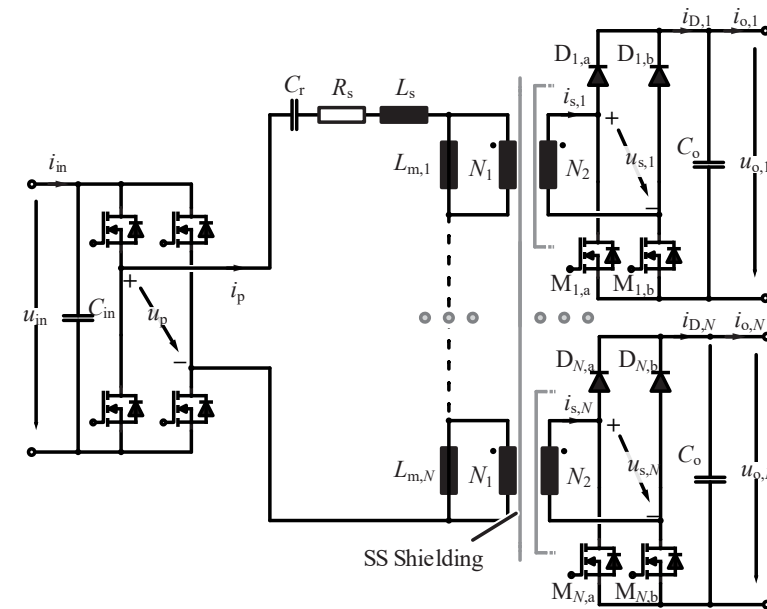 i_D,1
i_o,1
D_1,a
D_1,b
C_r
R_s
L_s
i_s,1
+
u_s,1
−
C_o
u_o,1
L_m,1
N_1
N_2
i_in
M_1,a
M_1,b
+
i_p
u_in
C_in
u_p
−
i_D,N
i_o,N
D_N,a
D_N,b
i_s,N
+
u_s,N
−
C_o
L_m,N
N_1
N_2
SS Shielding
M_N,a
M_N,b